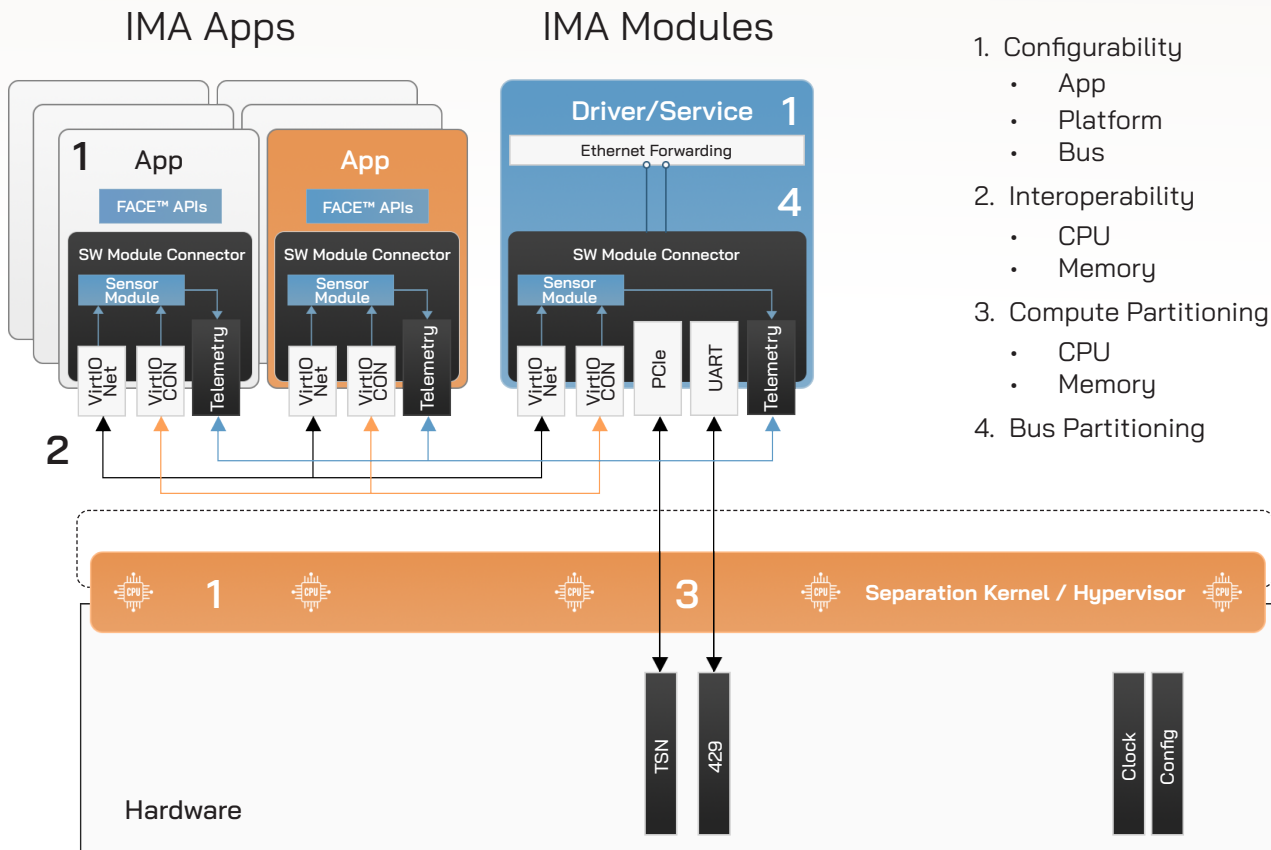 IMA Apps
IMA Modules
1. Configurability
• App
• Platform
• Bus
2. Interoperability
• CPU
• Memory
3. Compute Partitioning
• CPU
• Memory
4. Bus Partitioning
1
App
FACE™ APIs
SW Module Connector
Sensor
Module
VirtIO
Net
VirtIO
CON
Telemetry
App
FACE™ APIs
SW Module Connector
Sensor
Module
VirtIO
Net
VirtIO
CON
Telemetry
Driver/Service
1
Ethernet Forwarding
4
SW Module Connector
Sensor
Module
VirtIO
Net
VirtIO
CON
PCIe
UART
Telemetry
2
CPU
1
CPU
CPU
3
CPU
Separation Kernel / Hypervisor
CPU
TSN
429
Clock
Config
Hardware